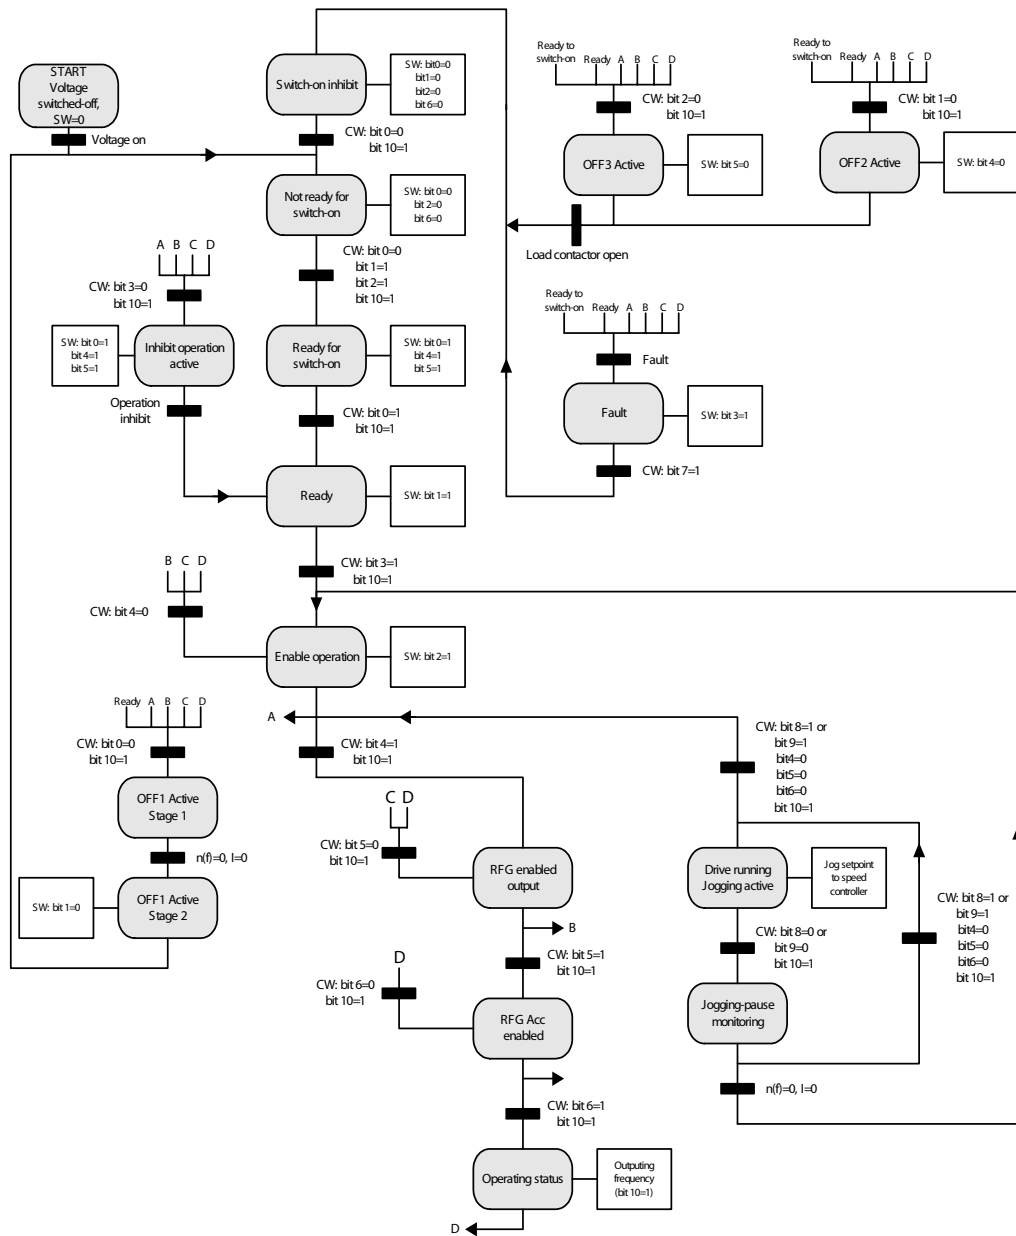 START
Voltage
switched-off,
SW=0
Voltage on
Switch-on inhibit
SW: bit0=0
bit1=0
bit2=0
bit 6=0
CW: bit 0=0
bit 10=1
Not ready for
switch-on
SW: bit 0=0
bit 2=0
bit 6=0
CW: bit 0=0
bit 1=1
bit 2=1
bit 10=1
A B C D
CW: bit 3=0
bit 10=1
SW: bit 0=1
bit 4=1
bit 5=1
Inhibit operation
active
Operation
inhibit
Ready for
switch-on
SW: bit 0=1
bit 4=1
bit 5=1
CW: bit 0=1
bit 10=1
Ready
SW: bit 1=1
CW: bit 3=1
bit 10=1
Ready to
switch-on Ready A B C D
CW: bit 2=0
bit 10=1
OFF3 Active
SW: bit 5=0
Ready to
switch-on Ready A B C D
CW: bit 1=0
bit 10=1
OFF2 Active
SW: bit 4=0
Load contactor open
Ready to
switch-on Ready A B C D
Fault
Fault
SW: bit 3=1
CW: bit 7=1
B C D
CW: bit 4=0
Enable operation
SW: bit 2=1
A
CW: bit 4=1
bit 10=1
Ready A B C D
CW: bit 0=0
bit 10=1
OFF1 Active
Stage 1
n(f)=0, I=0
SW: bit 1=0
OFF1 Active
Stage 2
C D
CW: bit 5=0
bit 10=1
RFG enabled
output
B
CW: bit 5=1
bit 10=1
D
CW: bit 6=0
bit 10=1
RFG Acc
enabled
CW: bit 6=1
bit 10=1
Operating status
Outputing
frequency
(bit 10=1)
D
CW: bit 8=1 or
bit 9=1
bit4=0
bit5=0
bit6=0
bit 10=1
Drive running
Jogging active
Jog setpoint
to speed
controller
CW: bit 8=0 or
bit 9=0
bit 10=1
CW: bit 8=1 or
bit 9=1
bit4=0
bit5=0
bit6=0
bit 10=1
Jogging-pause
monitoring
n(f)=0, I=0